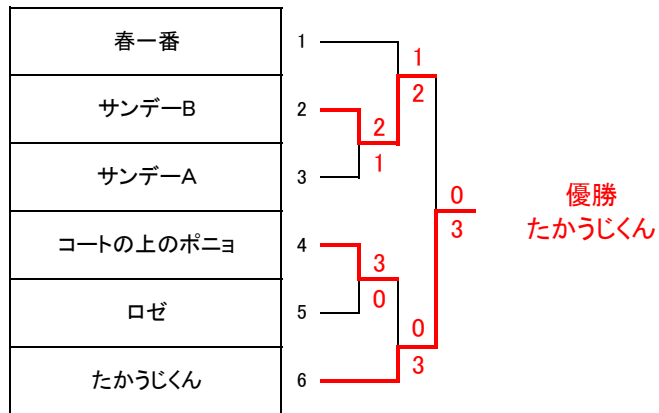 春一番 1
1
サンデーB 2
2
2
1
サンデーA 3
0
優勝
3
たかうじくん
コートの上のポニョ 4
3
0
ロゼ 5
0
3
たかうじくん 6